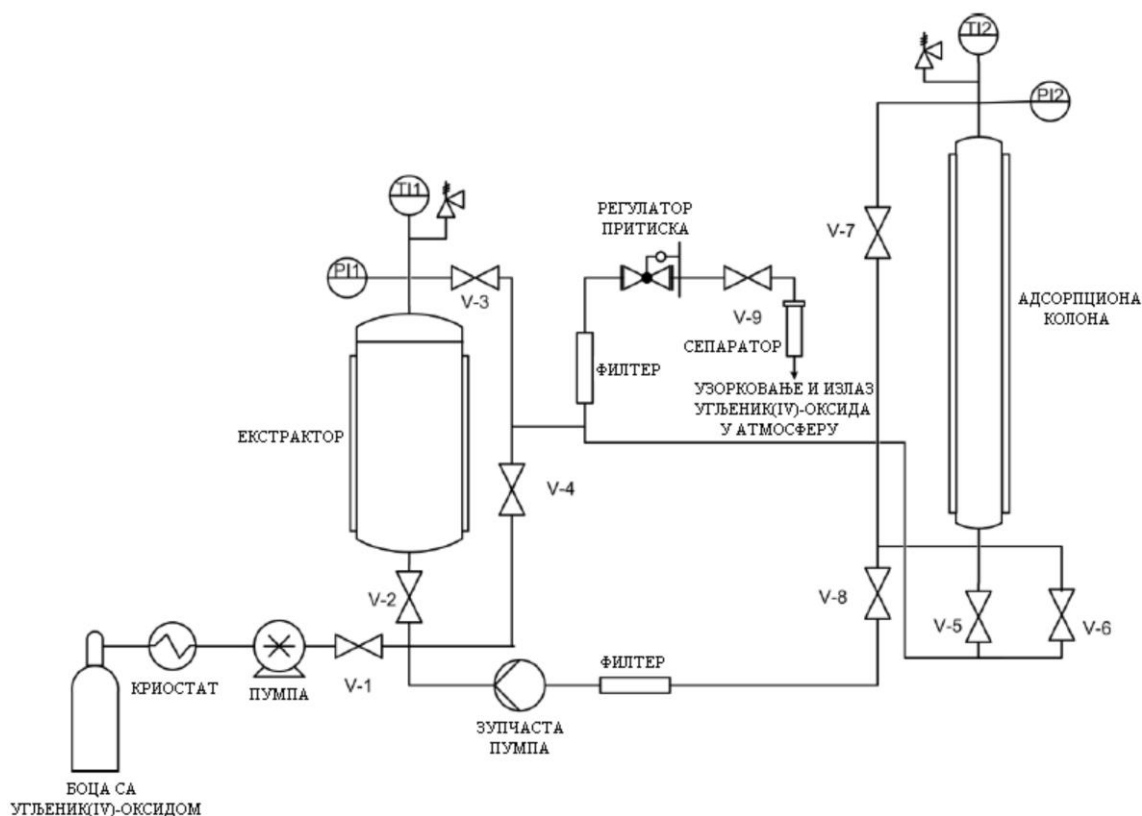 TI2
PI2
TI1
РЕГУЛАТОР
ПРИТИСКА
V-7
PI1
V-3
АДСОРПЦИОНА
КОЛОНА
V-9
СЕПАРАТОР
ФИЛТЕР
УЗОРКОВАЊЕ И ИЗЛАЗ
УГЉЕНИК(IV)-ОКСИДА
У АТМОСФЕРУ
ЕКСТРАКТОР
V-4
V-2
V-8
V-5
V-6
ФИЛТЕР
КРИОСТАТ
ПУМПА
V-1
ЗУПЧАСТА
ПУМПА
БОЦА СА
УГЉЕНИК(IV)-ОКСИДОМ